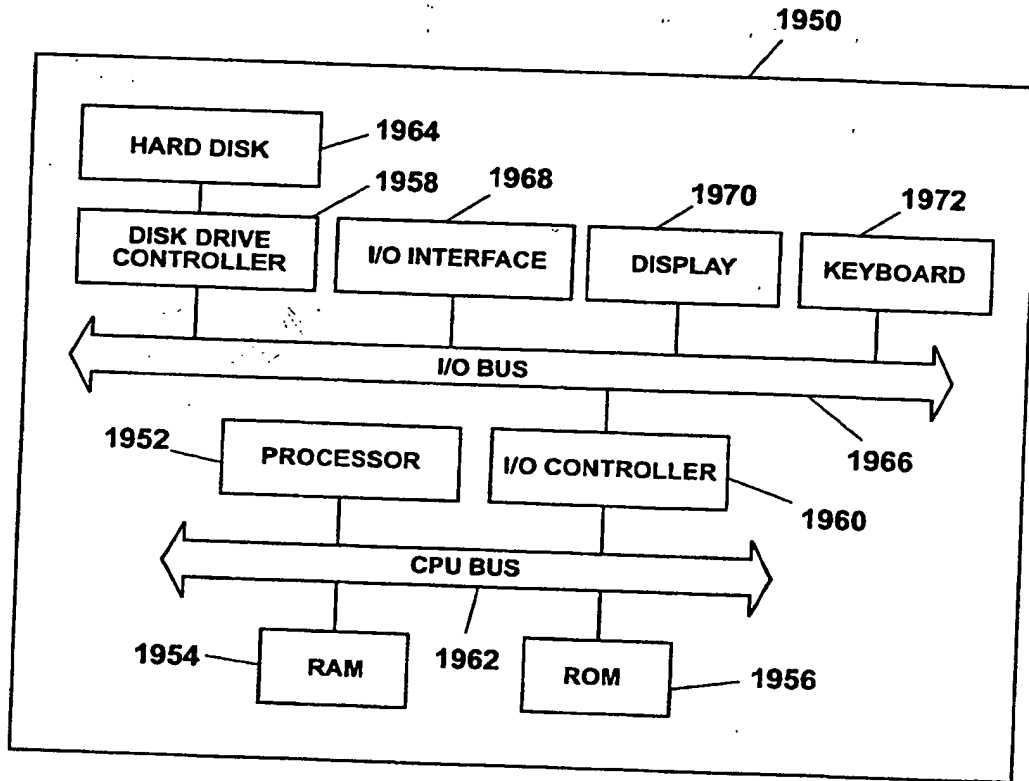 1950
HARD DISK
1964
1958
1968
1970
1972
DISK DRIVE
CONTROLLER
I/O INTERFACE
DISPLAY
KEYBOARD
I/O BUS
1966
1952
PROCESSOR
I/O CONTROLLER
1960
CPU BUS
1962
1954
RAM
ROM
1956